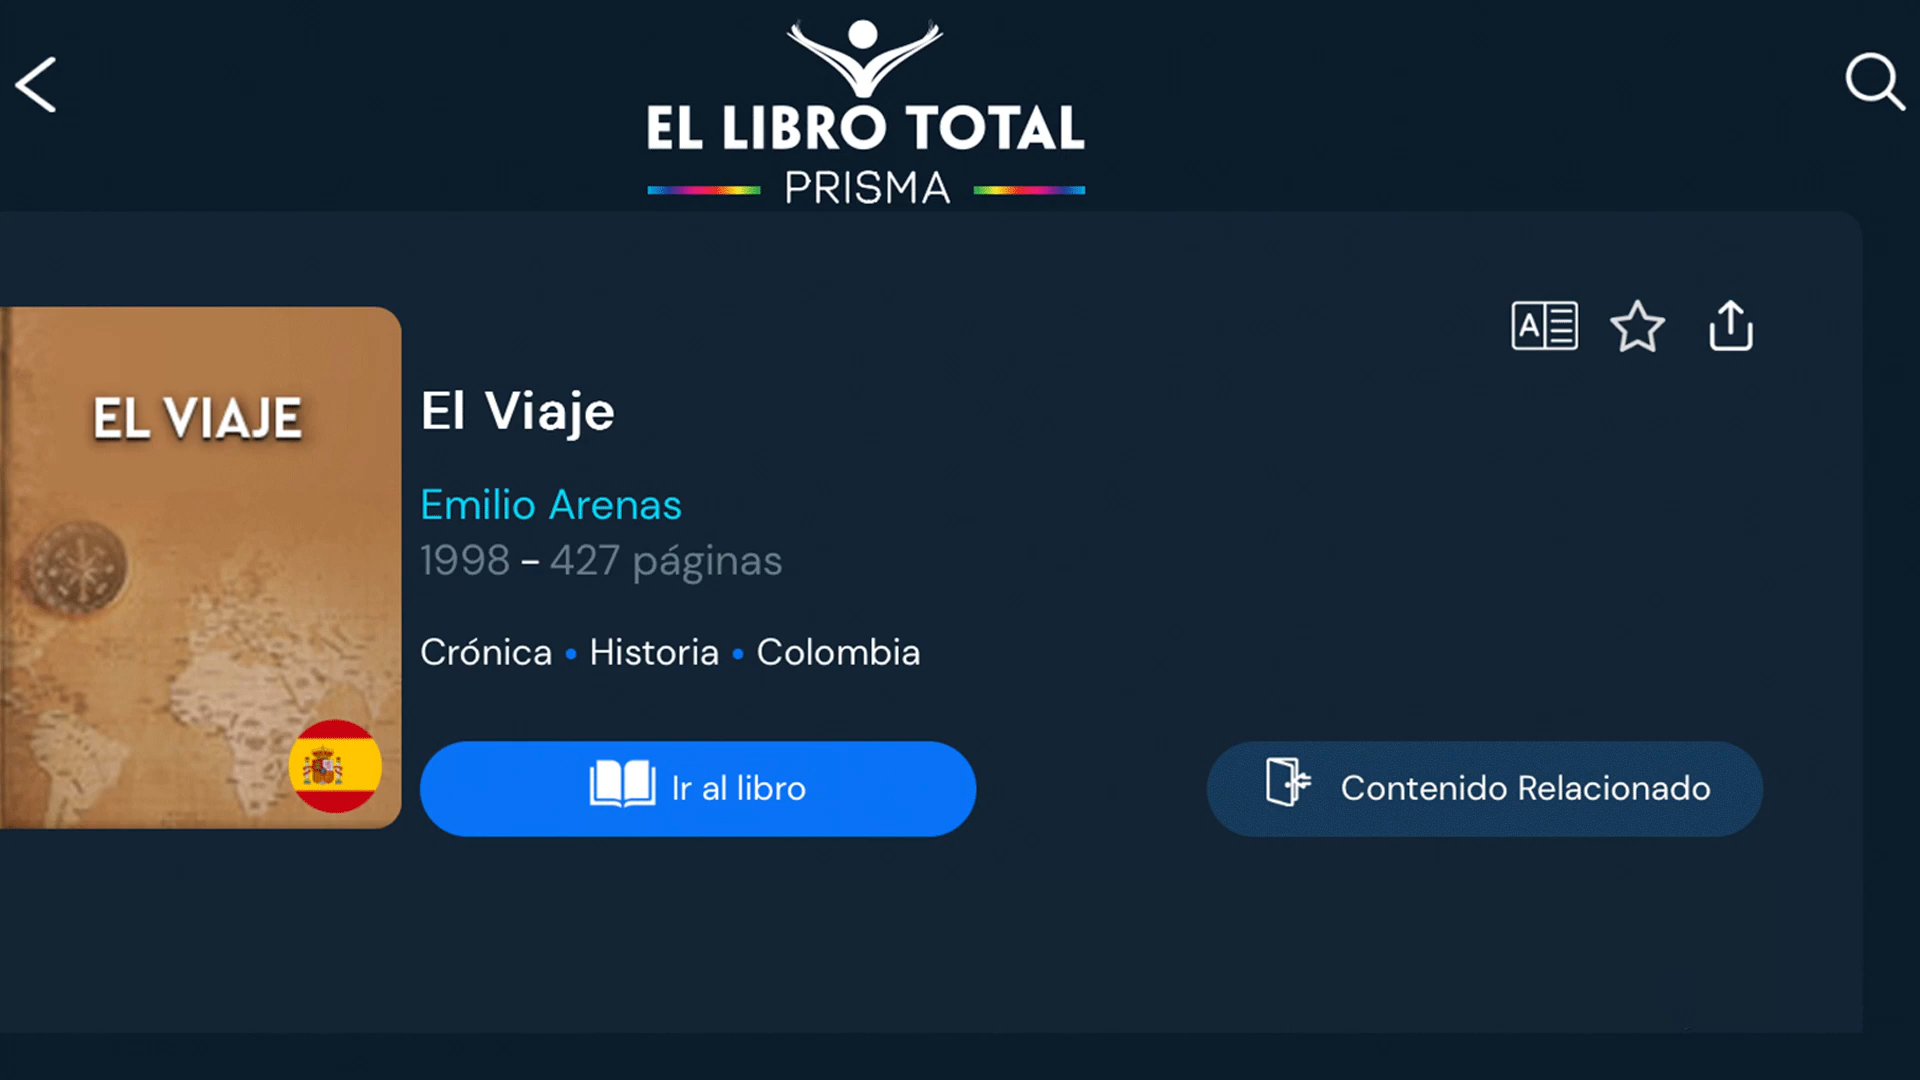 EL LIBRO TOTAL
PRISMA
A
EL VIAJE
El Viaje
Emilio Arenas
1998 - 427 páginas
Crónica • Historia • Colombia
Ir al libro
Contenido Relacionado